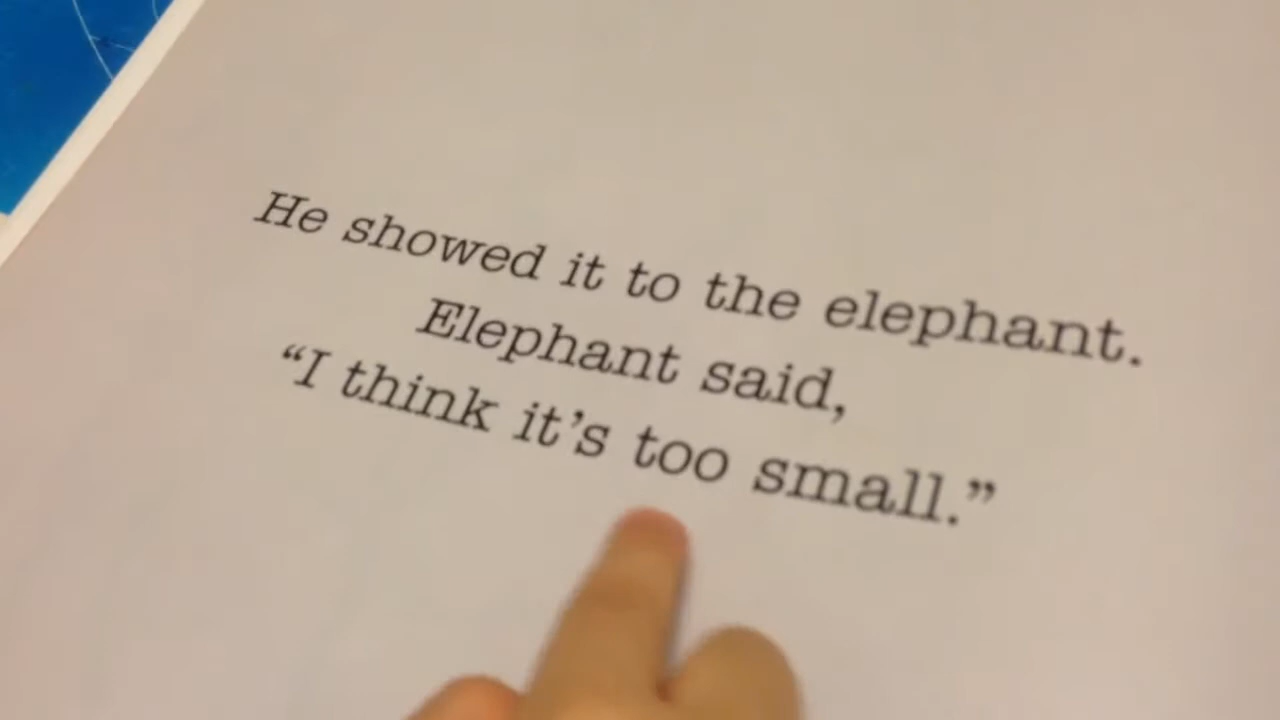 He showed it to the elephant.
Elephant said,
“I think it’s too small.”